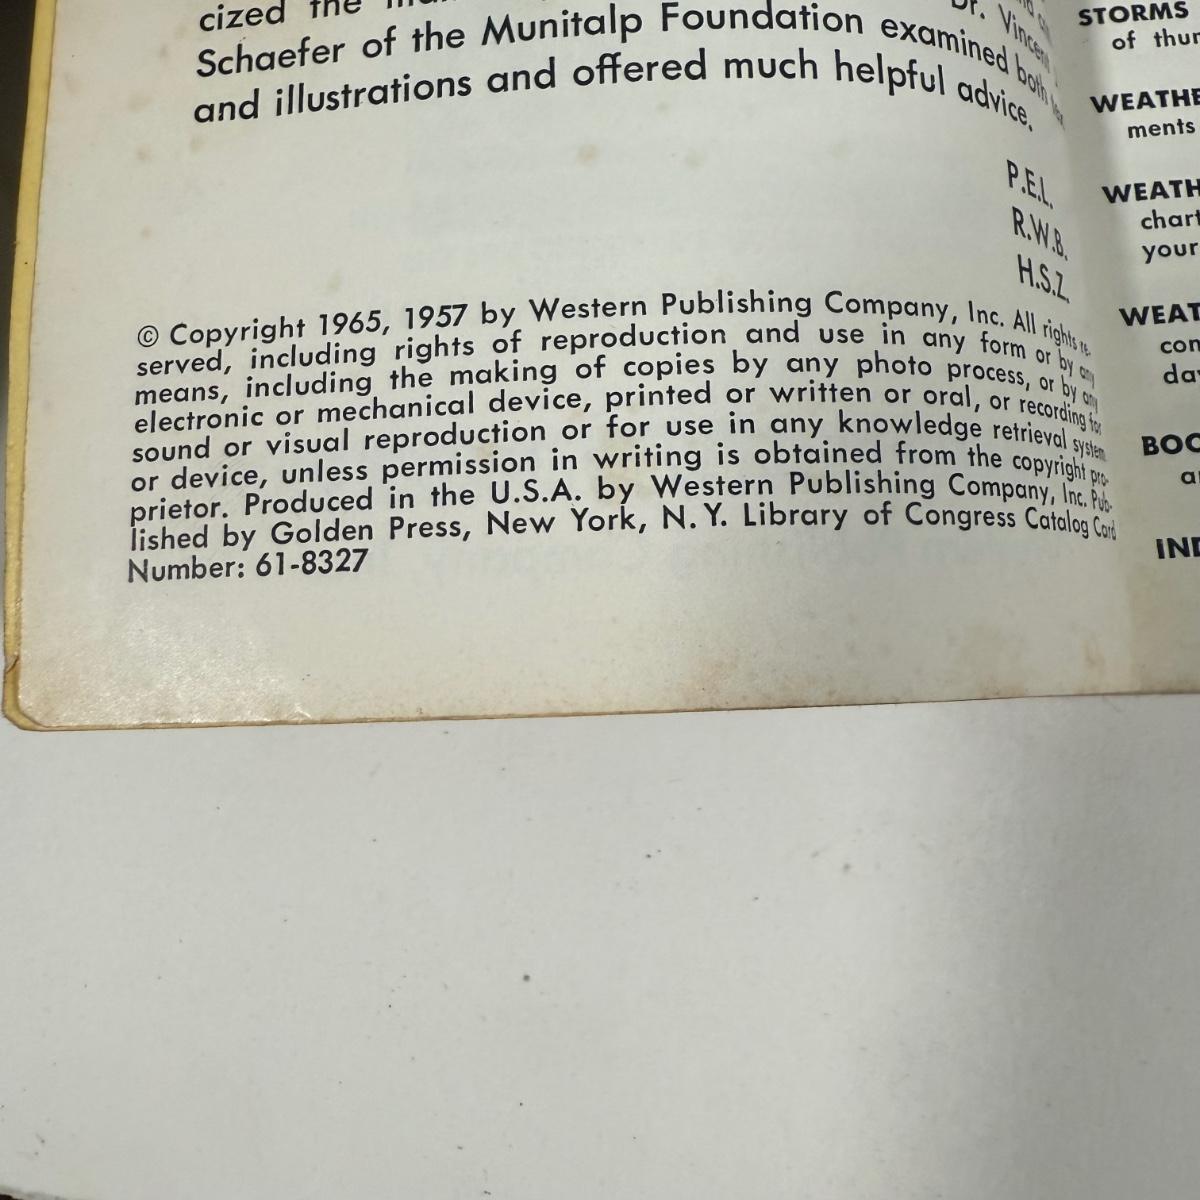 cized the
Dr. Vincent
Schaefer of the Munitalp Foundation examined both
and illustrations and offered much helpful advice.
P.E.L.
R.W.B.
H.S.Z.
© Copyright 1965, 1957 by Western Publishing Company, Inc. All rights re-
served, including rights of reproduction and use in any form or by any
means, including the making of copies by any photo process, or by any
electronic or mechanical device, printed or written or oral, or recording for
sound or visual reproduction or for use in any knowledge retrieval system
or device, unless permission in writing is obtained from the copyright pro-
prietor. Produced in the U.S.A. by Western Publishing Company, Inc. Pub-
lished by Golden Press, New York, N.Y. Library of Congress Catalog Card
Number: 61-8327
STORMS
of thu
WEATHE
ments
WEATH
chart
your
WEAT
con
da
BOO
a
IND